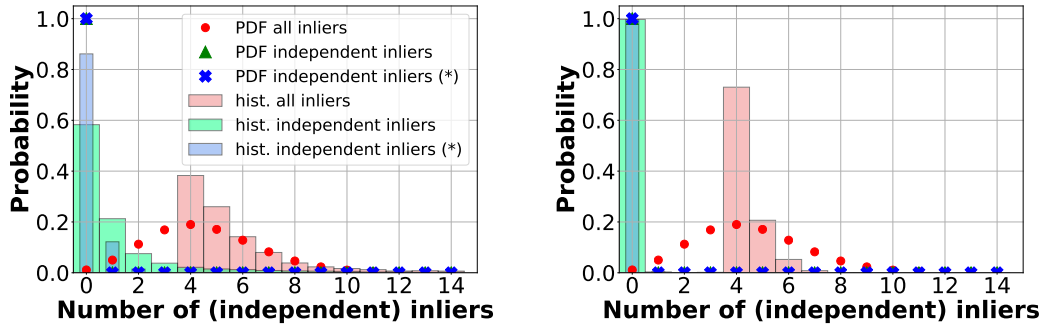 1.0
0.8
0.6
0.4
0.2
0.0
Probability
PDF all inliers
PDF independent inliers
PDF independent inliers (*)
hist. all inliers
hist. independent inliers
hist. independent inliers (*)
0 2 4 6 8 10 12 14
Number of (independent) inliers
1.0
0.8
0.6
0.4
0.2
0.0
Probability
0 2 4 6 8 10 12 14
Number of (independent) inliers